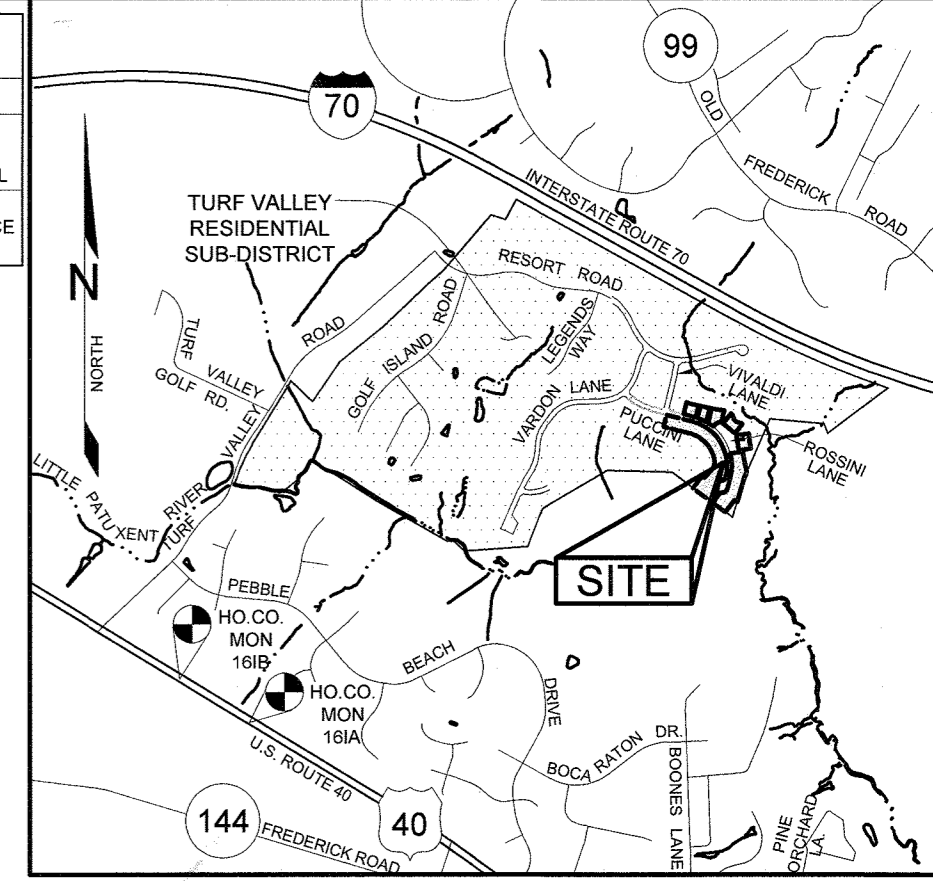 99
70
OLD
FREDERICK
ROAD
INTERSTATE ROUTE 70
L
CE
TURF VALLEY
RESIDENTIAL
SUB-DISTRICT
RESORT ROAD
N
NORTH
ROAD
VALLEY
TURF
TURF
VALLEY
GOLF RD.
GOLF ISLAND ROAD
LEGENDS
WAY
VARDON LANE
VIVALDI
LANE
PUCCINI
LANE
ROSSINI
LANE
LITTLE
PATUXENT
RIVER
SITE
PEBBLE
BEACH
DRIVE
HO.CO.
MON
16IB
HO.CO.
MON
16IA
U.S. ROUTE 40
BOCA RATON DR.
BOONES LANE
PINE
ORCHARD
LA.
144
FREDERICK ROAD
40